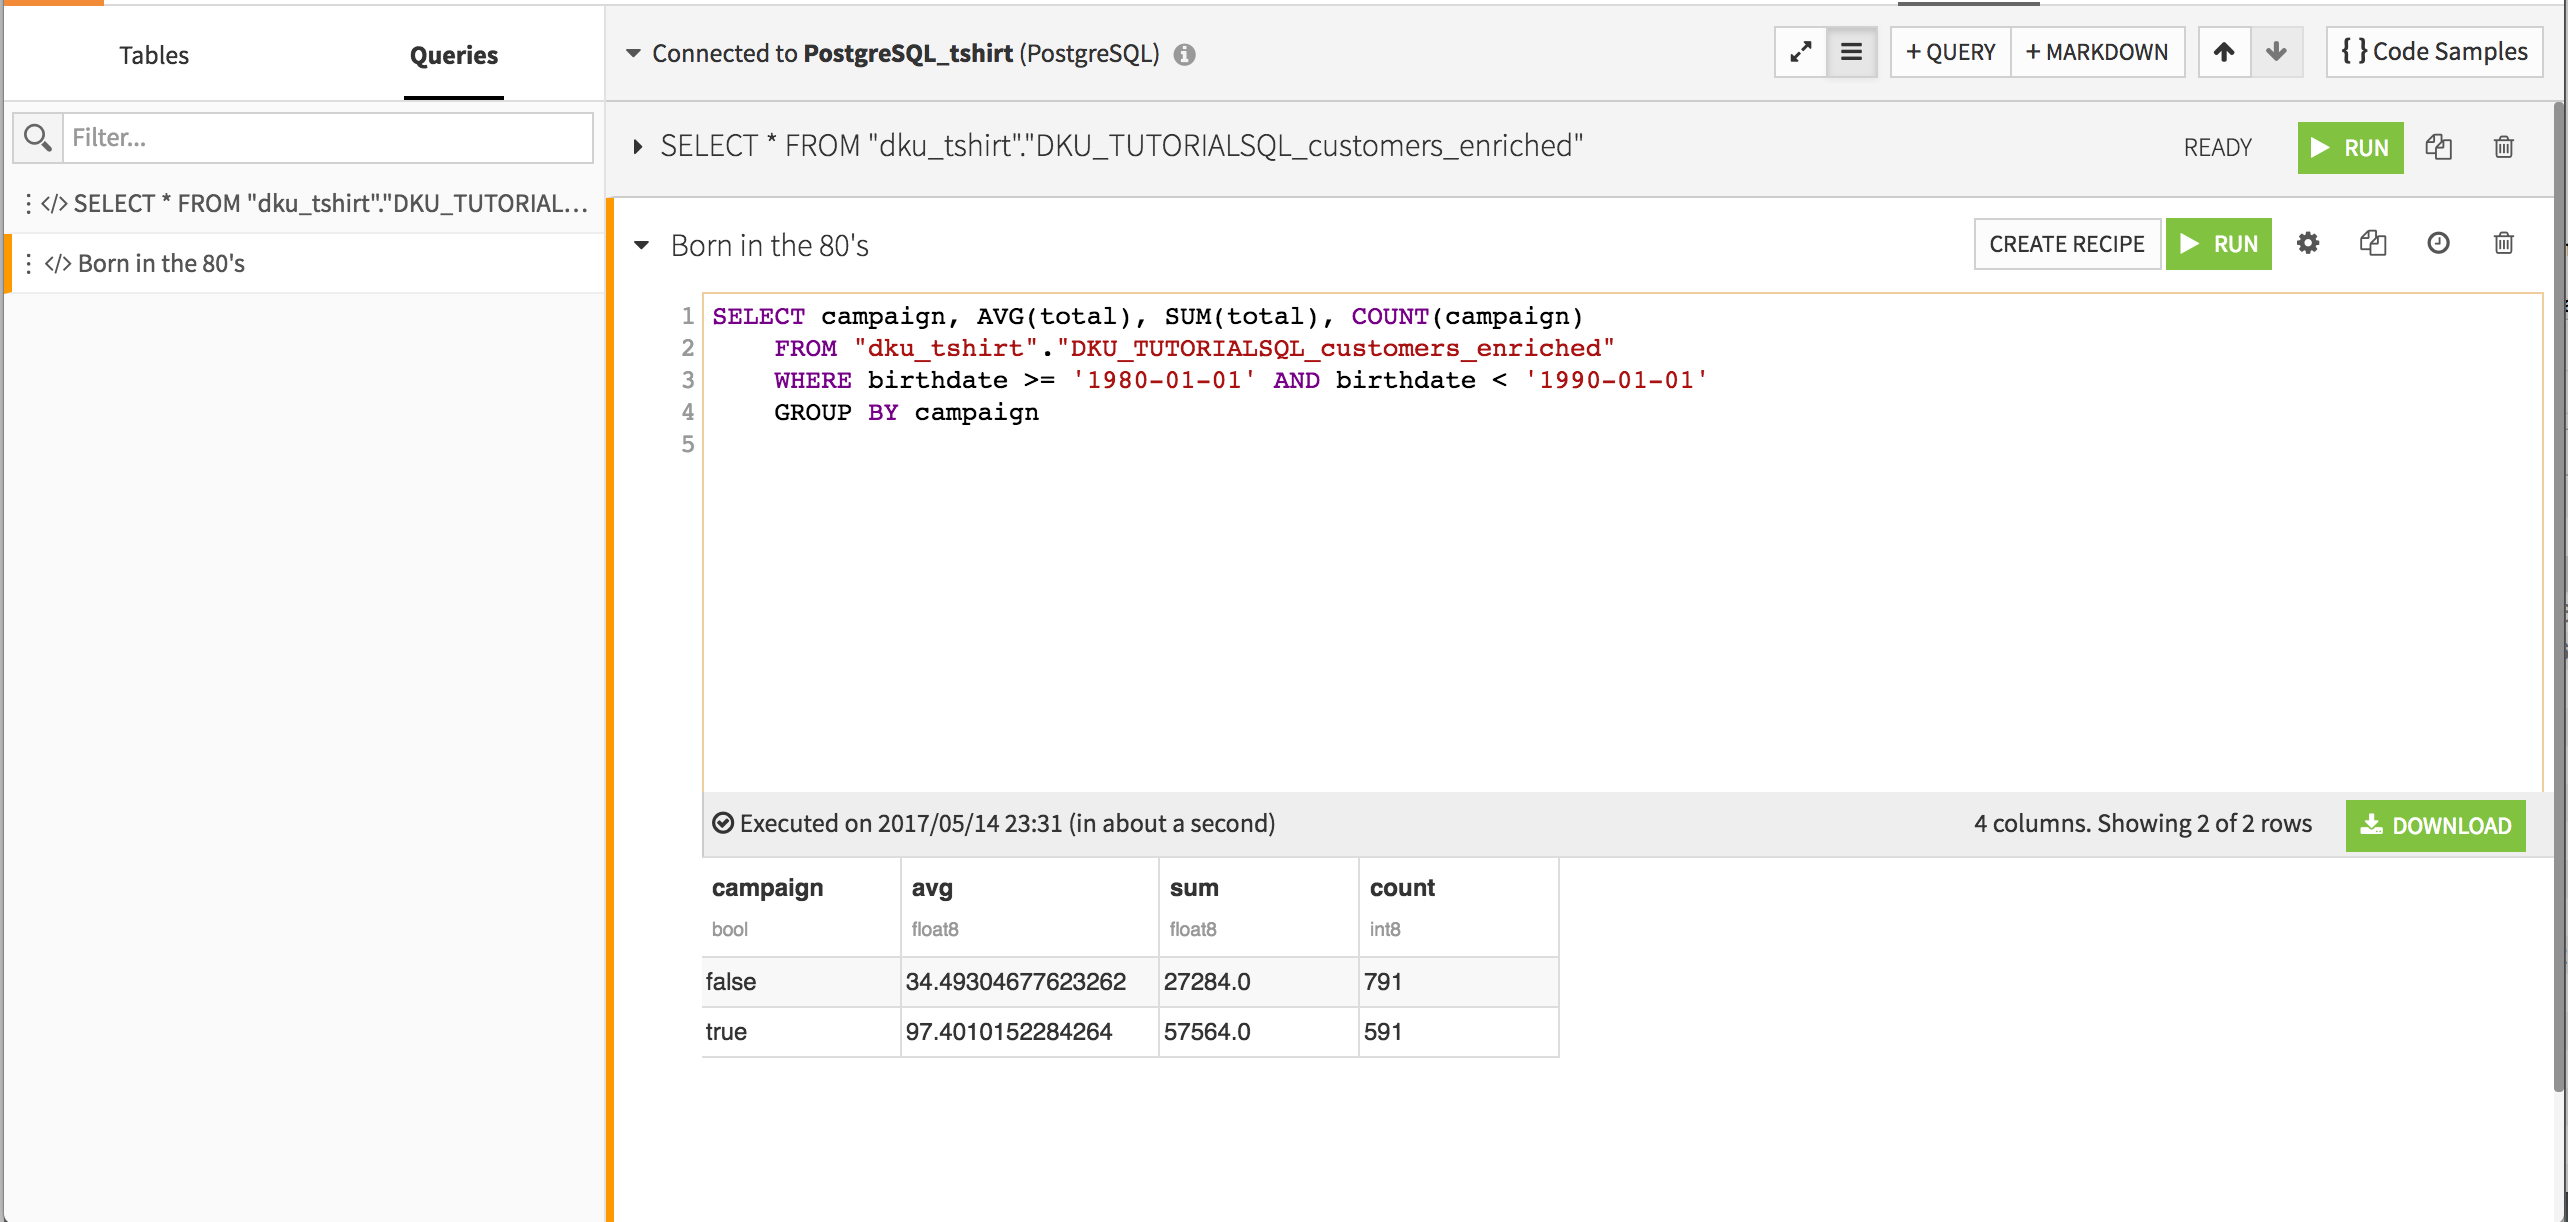 Tables
Queries
Filter...
</> SELECT * FROM "dku_tshirt"."DKU_TUTORIAL...
</> Born in the 80's
Connected to PostgreSQL_tshirt (PostgreSQL)
+ QUERY
+ MARKDOWN
{ } Code Samples
SELECT * FROM "dku_tshirt"."DKU_TUTORIALSQL_customers_enriched"
READY
RUN
Born in the 80's
CREATE RECIPE
RUN
1 SELECT campaign, AVG(total), SUM(total), COUNT(campaign)
2 FROM "dku_tshirt"."DKU_TUTORIALSQL_customers_enriched"
3 WHERE birthdate >= '1980-01-01' AND birthdate < '1990-01-01'
4 GROUP BY campaign
5
Executed on 2017/05/14 23:31 (in about a second)
4 columns. Showing 2 of 2 rows
DOWNLOAD
campaign avg sum count
bool float8 float8 int8
false 34.49304677623262 27284.0 791
true 97.4010152284264 57564.0 591